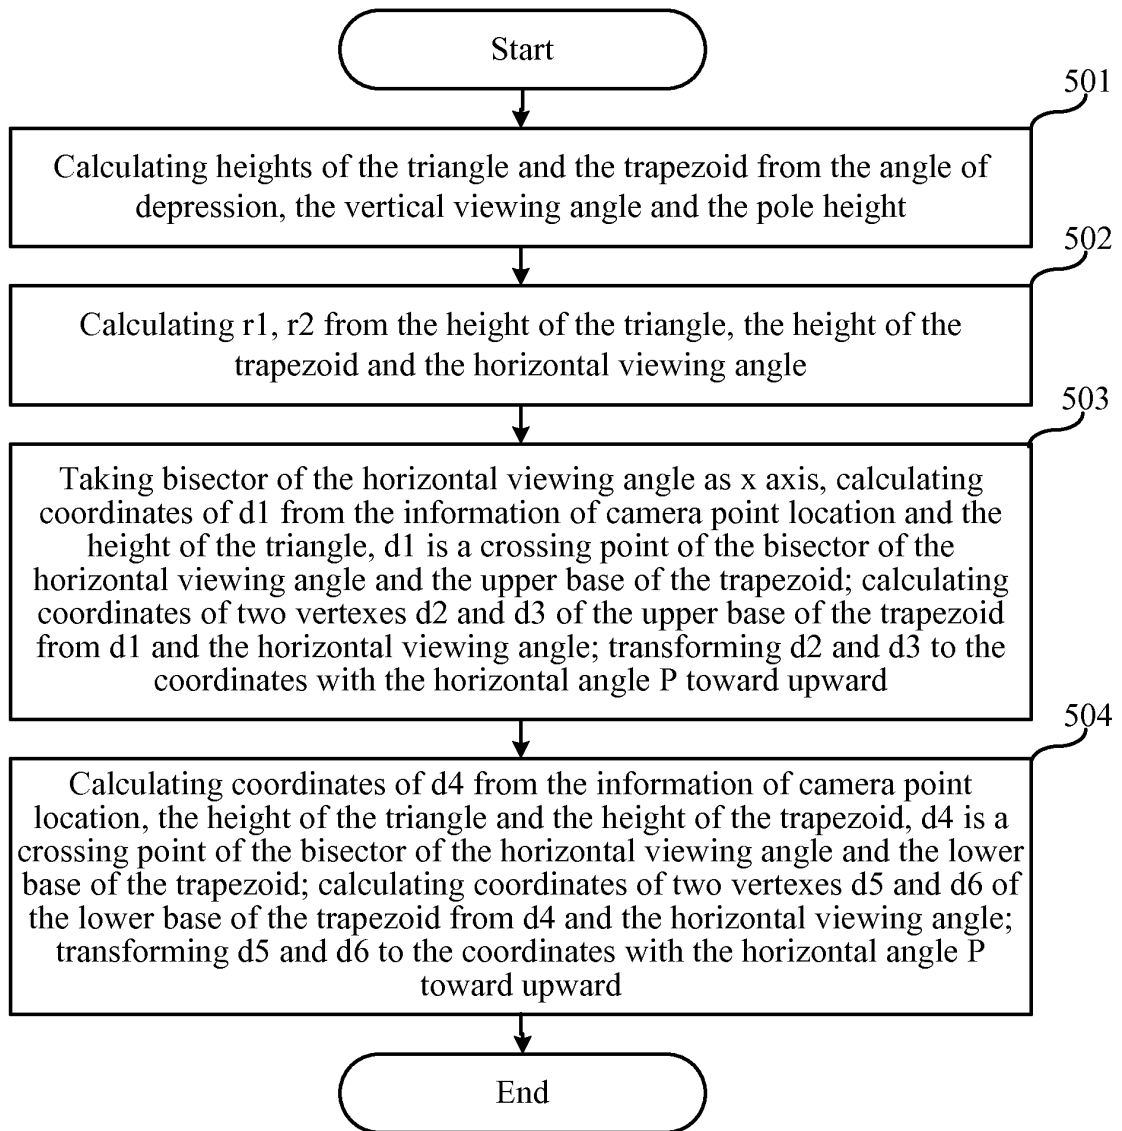 Start
501
Calculating heights of the triangle and the trapezoid from the angle of
depression, the vertical viewing angle and the pole height
502
Calculating r1, r2 from the height of the triangle, the height of the
trapezoid and the horizontal viewing angle
503
Taking bisector of the horizontal viewing angle as x axis, calculating
coordinates of d1 from the information of camera point location and the
height of the triangle, d1 is a crossing point of the bisector of the
horizontal viewing angle and the upper base of the trapezoid; calculating
coordinates of two vertexes d2 and d3 of the upper base of the trapezoid
from d1 and the horizontal viewing angle; transforming d2 and d3 to the
coordinates with the horizontal angle P toward upward
504
Calculating coordinates of d4 from the information of camera point
location, the height of the triangle and the height of the trapezoid, d4 is a
crossing point of the bisector of the horizontal viewing angle and the lower
base of the trapezoid; calculating coordinates of two vertexes d5 and d6 of
the lower base of the trapezoid from d4 and the horizontal viewing angle;
transforming d5 and d6 to the coordinates with the horizontal angle P
toward upward
End